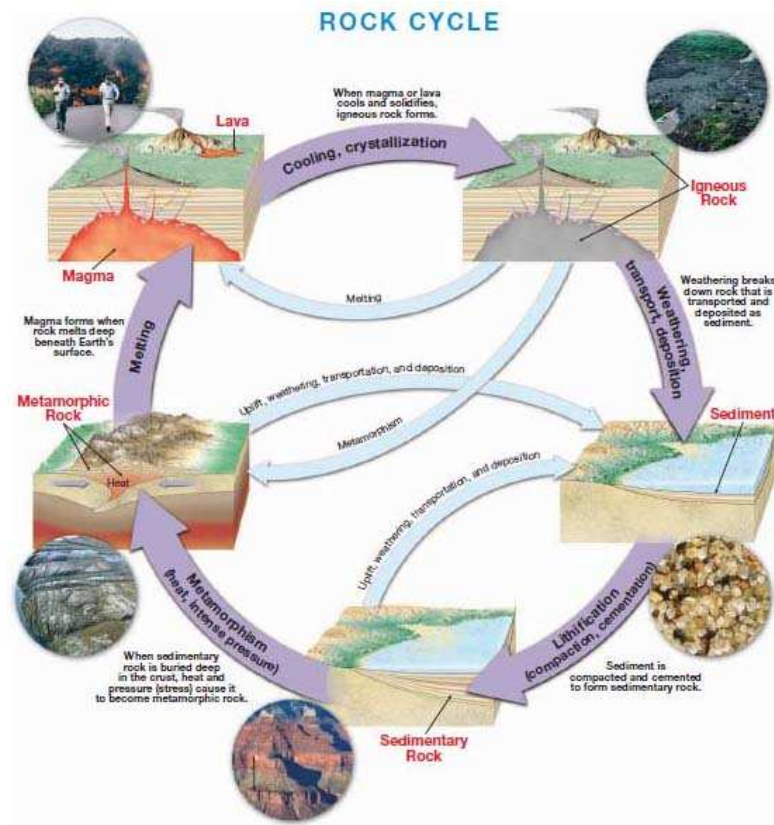 ROCK CYCLE
When magma or lava
cools and solidifies,
igneous rock forms.
Lava
Cooling, crystallization
Igneous
Rock
Magma
Melting
Weathering,
transport, deposition
Weathering breaks
down rock that is
transported and
deposited as
sediment.
Magma forms when
rock melts deep
beneath Earth's
surface.
Melting
Uplift, weathering, transportation, and deposition
Metamorphic
Rock
Metamorphism
Sediment
Heat
Uplift, weathering, transportation, and deposition
Metamorphism
(heat, intense pressure)
Lithification
(compaction, cementation)
When sedimentary
rock is buried deep
in the crust, heat and
pressure (stress) cause it
to become metamorphic rock.
Sediment is
compacted and cemented
to form sedimentary rock.
Sedimentary
Rock